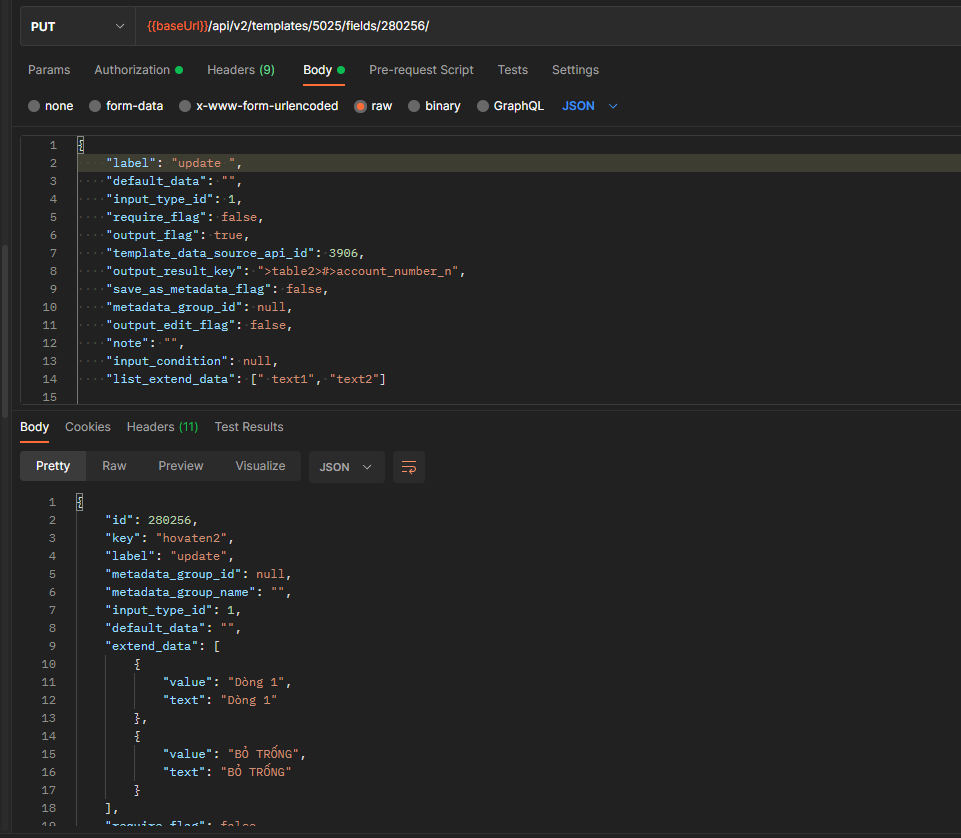 PUT {{baseUrl}}/api/v2/templates/5025/fields/280256/
Params Authorization Headers (9) Body Pre-request Script Tests Settings
none form-data x-www-form-urlencoded raw binary GraphQL JSON
1 {
2 "label": "update ",
3 "default_data": "",
4 "input_type_id": 1,
5 "require_flag": false,
6 "output_flag": true,
7 "template_data_source_api_id": 3906,
8 "output_result_key": ">table2>#>account_number_n",
9 "save_as_metadata_flag": false,
10 "metadata_group_id": null,
11 "output_edit_flag": false,
12 "note": "",
13 "input_condition": null,
14 "list_extend_data": [" text1", "text2"]
15
Body Cookies Headers (11) Test Results
Pretty Raw Preview Visualize JSON
1 {
2 "id": 280256,
3 "key": "hovaten2",
4 "label": "update",
5 "metadata_group_id": null,
6 "metadata_group_name": "",
7 "input_type_id": 1,
8 "default_data": "",
9 "extend_data": [
10 {
11 "value": "Dòng 1",
12 "text": "Dòng 1"
13 },
14 {
15 "value": "BỎ TRỐNG",
16 "text": "BỎ TRỐNG"
17 }
18 ],
19 "require_flag": false